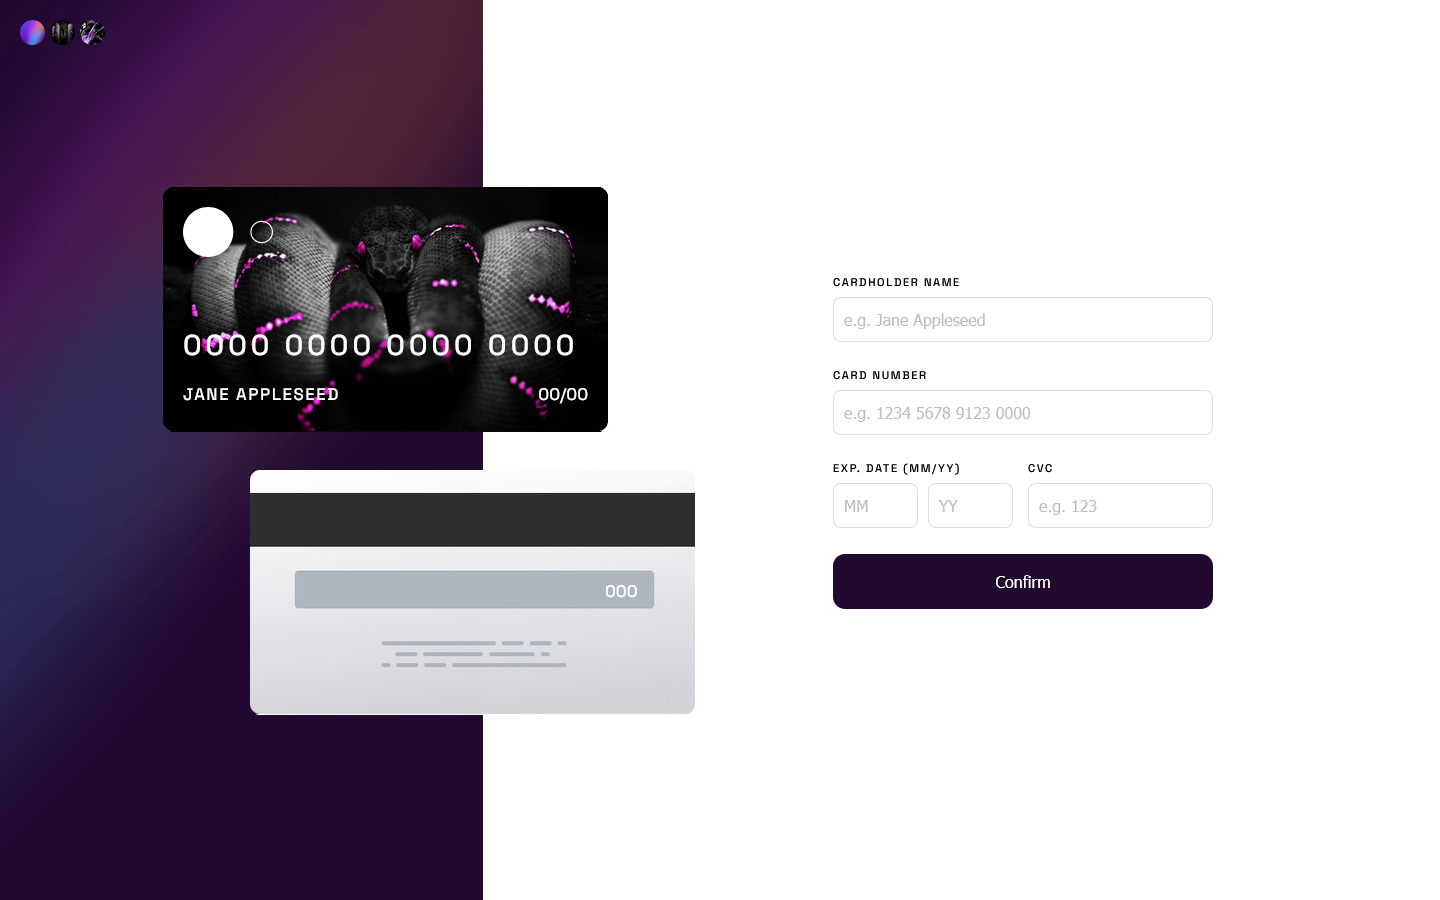 0000 0000 0000 0000
JANE APPLESEED 00/00
000
CARDHOLDER NAME
e.g. Jane Appleseed
CARD NUMBER
e.g. 1234 5678 9123 0000
EXP. DATE (MM/YY) CVC
MM YY e.g. 123
Confirm